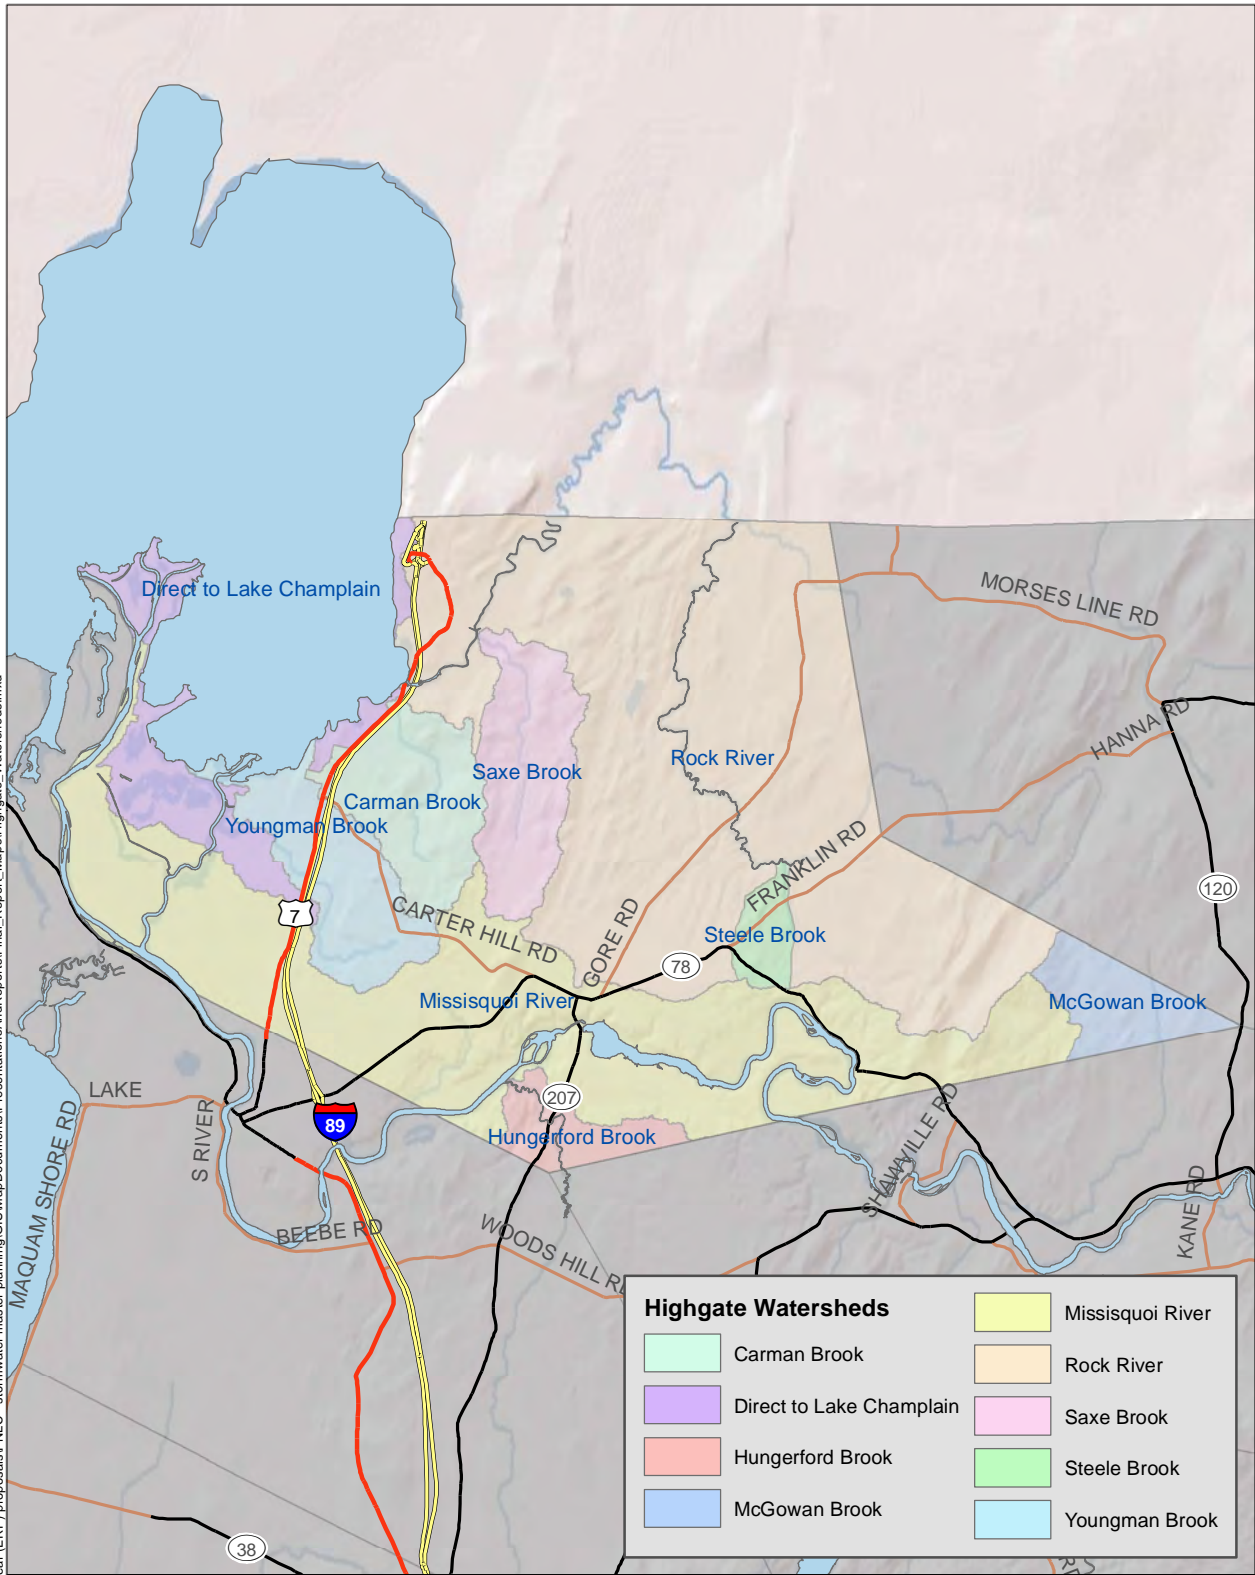 Direct to Lake Champlain
MORSES LINE RD
HANNA RD
Rock River
Saxe Brook
Carman Brook
Youngman Brook
FRANKLIN RD
120
7
CARTER HILL RD
GORE RD
Steele Brook
78
Missisquoi River
McGowan Brook
LAKE
207
89
S RIVER
MAQUAM SHORE RD
Hungerford Brook
SHAWVILLE RD
BEEBE RD
WOODS HILL RD
KANE RD
38
Highgate Watersheds
Carman Brook
Direct to Lake Champlain
Hungerford Brook
McGowan Brook
Missisquoi River
Rock River
Saxe Brook
Steele Brook
Youngman Brook